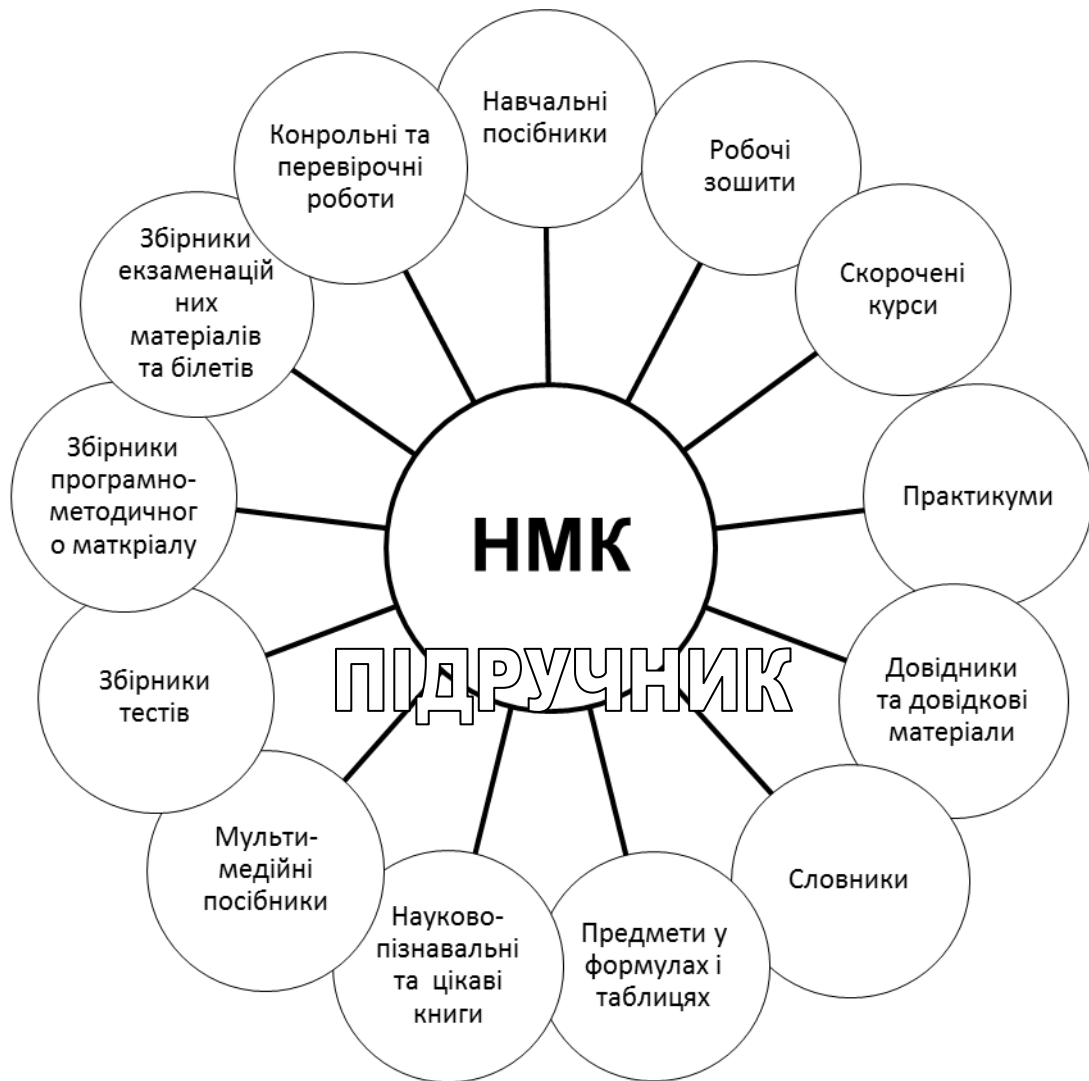 Навчальні
посібники
Робочі
зошити
Скорочені
курси
Практикуми
Довідники
та довідкові
матеріали
Словники
Предмети у
формулах і
таблицях
Науково-
пізнавальні
та цікаві
книги
Мульти-
медійні
посібники
Збірники
тестів
Збірники
програмно-
методичног
о маткріалу
Збірники
екзаменацій
них
матеріалів
та білетів
Конрольні та
перевірочні
роботи
НМК
ПІДРУЧНИК